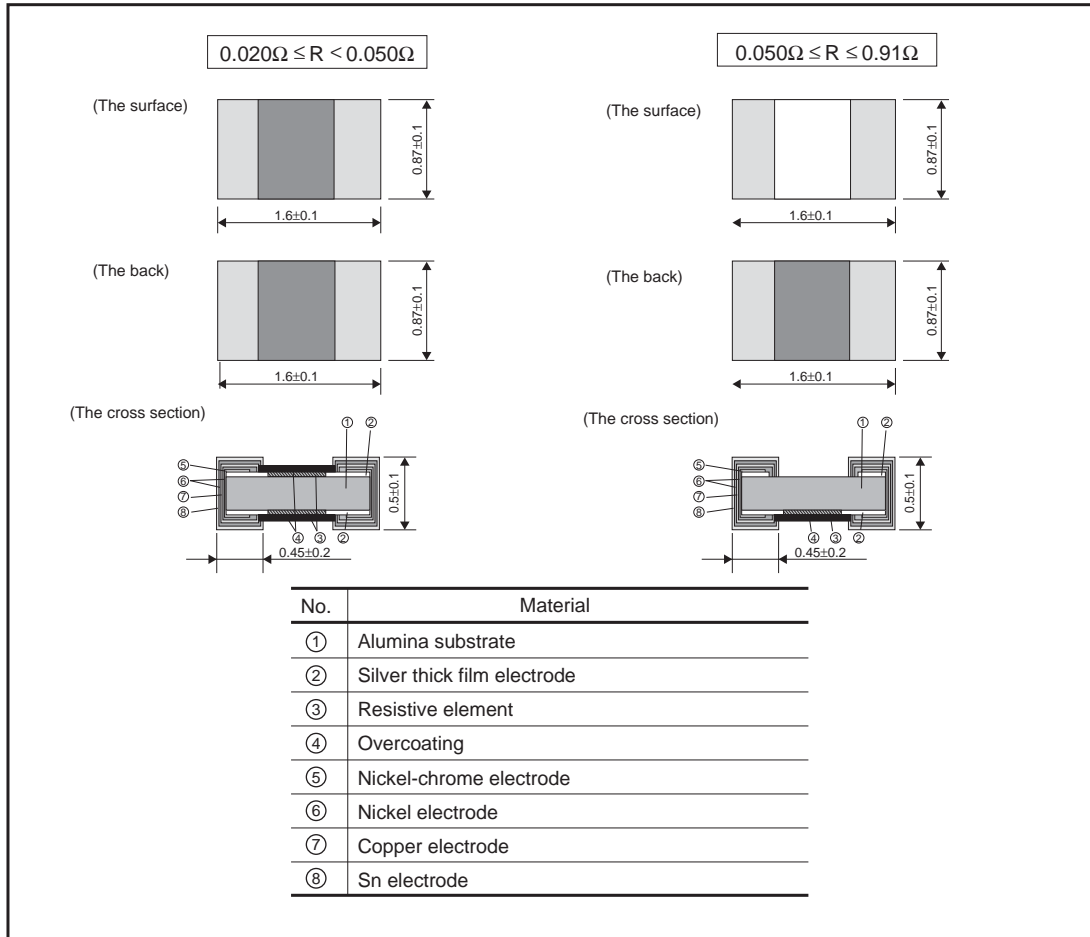 0.020Ω ≤ R < 0.050Ω
0.050Ω ≤ R ≤ 0.91Ω
(The surface)
0.87±0.1
1.6±0.1
(The surface)
0.87±0.1
1.6±0.1
(The back)
0.87±0.1
1.6±0.1
(The back)
0.87±0.1
1.6±0.1
(The cross section)
① ②
⑤
⑥
⑦
⑧
④ ③ ②
0.5±0.1
0.45±0.2
(The cross section)
① ②
⑤
⑥
⑦
⑧
④ ③ ②
0.5±0.1
0.45±0.2
No. Material
① Alumina substrate
② Silver thick film electrode
③ Resistive element
④ Overcoating
⑤ Nickel-chrome electrode
⑥ Nickel electrode
⑦ Copper electrode
⑧ Sn electrode